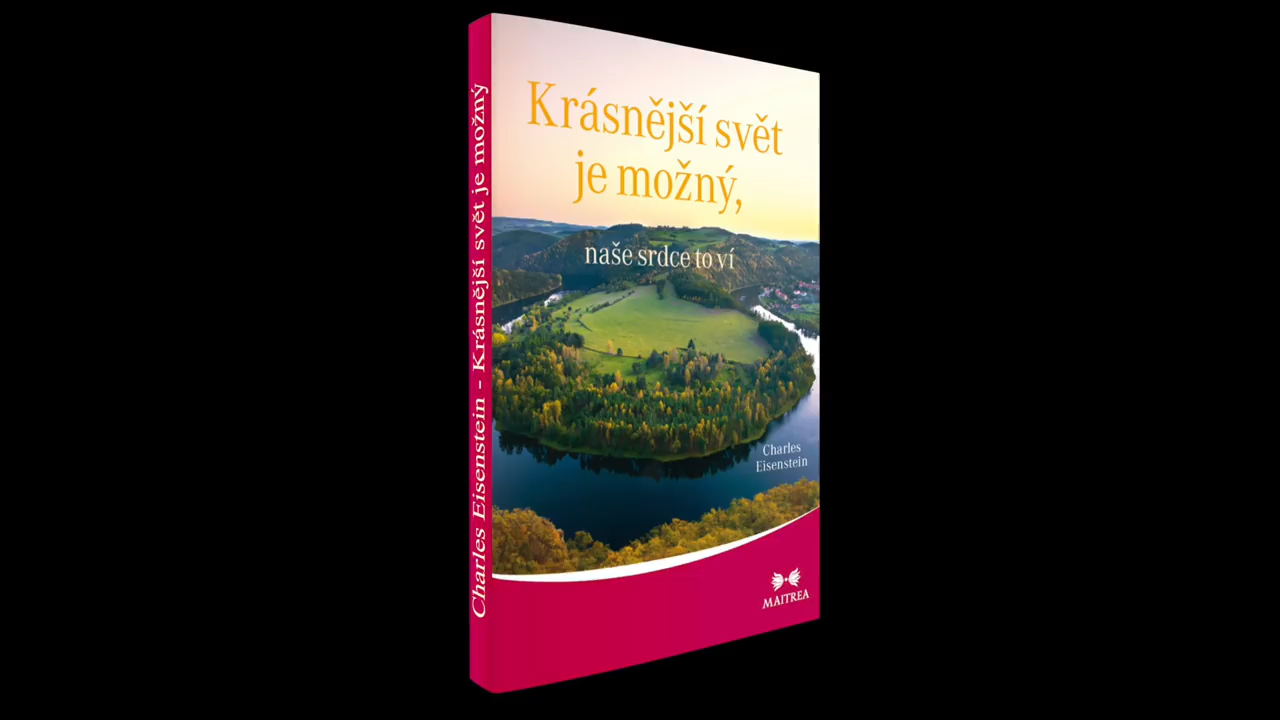 Charles Eisenstein - Krásnější svět je možný
Krásnější svět
je možný,
naše srdce to ví
Charles
Eisenstein
MAITREA